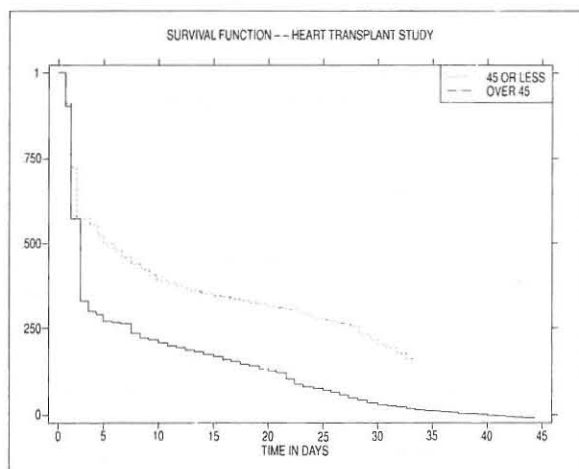 SURVIVAL FUNCTION -- HEART TRANSPLANT STUDY
45 OR LESS
OVER 45
1
750
500
250
0
0 5 10 15 20 25 30 35 40 45
TIME IN DAYS